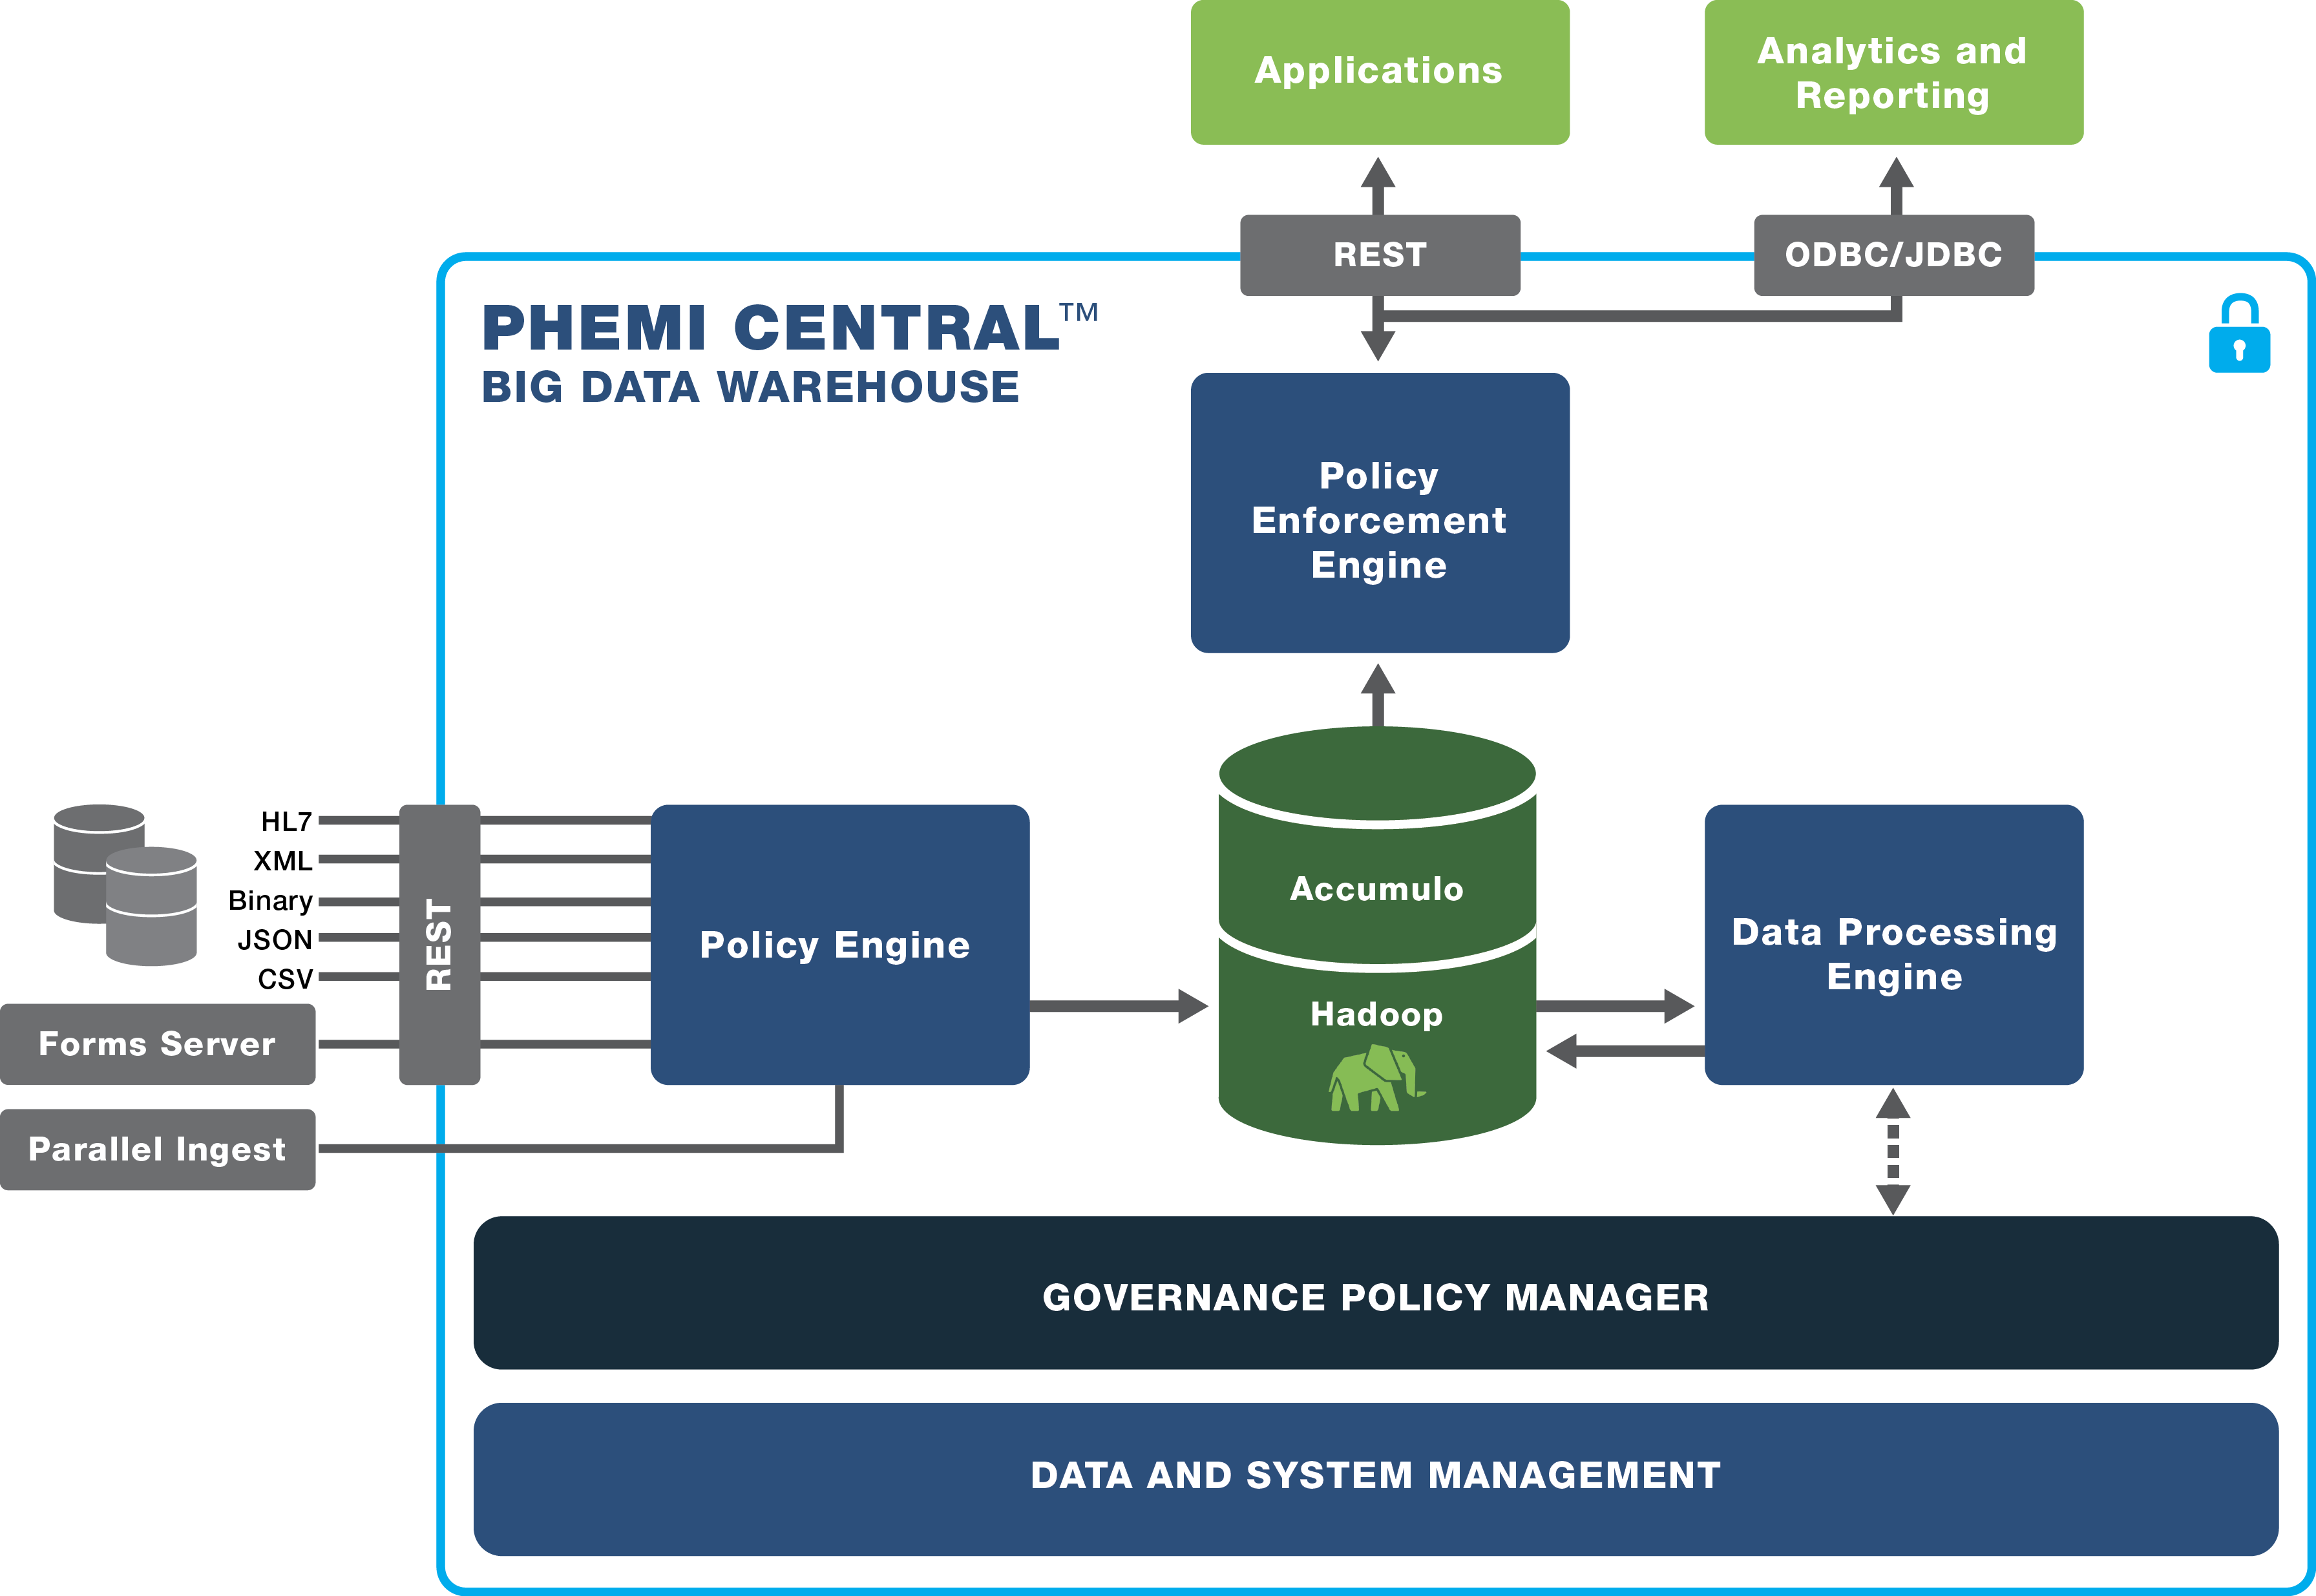 Applications
Analytics and
Reporting
REST
ODBC/JDBC
PHEMI CENTRAL™
BIG DATA WAREHOUSE
Policy
Enforcement
Engine
HL7
XML
Binary
JSON
CSV
Forms Server
Parallel Ingest
REST
Policy Engine
Accumulo
Hadoop
Data Processing
Engine
GOVERNANCE POLICY MANAGER
DATA AND SYSTEM MANAGEMENT